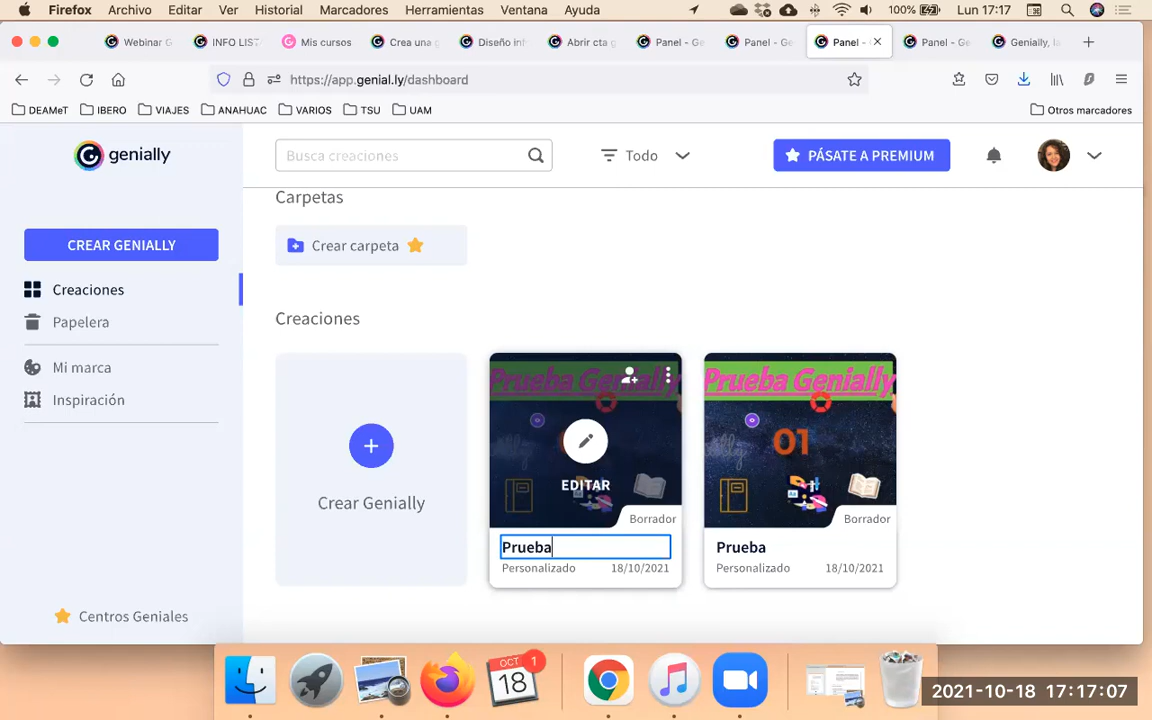 Firefox Archivo Editar Ver Historial Marcadores Herramientas Ventana Ayuda 100% Lun 17:17
Webinar G INFO LIST Mis cursos Crea una g Diseño inf Abrir cta g Panel - Ge Panel - Ge Panel - Panel - Ge Genially, la
https://app.genial.ly/dashboard
DEAMeT IBERO VIAJES ANAHUAC VARIOS TSU UAM Otros marcadores
genially
Busca creaciones
Todo
PÁSATE A PREMIUM
Carpetas
CREAR GENIALLY
Crear carpeta
Creaciones
Papelera
Mi marca
Inspiración
Centros Geniales
Creaciones
Crear Genially
Prueba Genially
EDITAR
Borrador
Prueba
Personalizado 18/10/2021
Prueba Genially
01
Borrador
Prueba
Personalizado 18/10/2021
OCT 1
18
2021-10-18 17:17:07